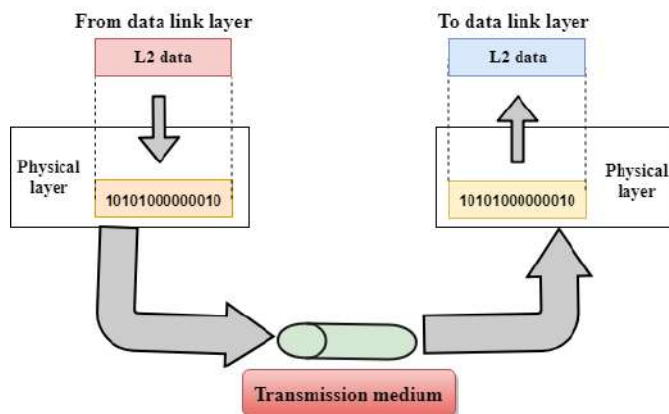 From data link layer
To data link layer
L2 data
L2 data
Physical
layer
Physical
layer
10101000000010
10101000000010
Transmission medium